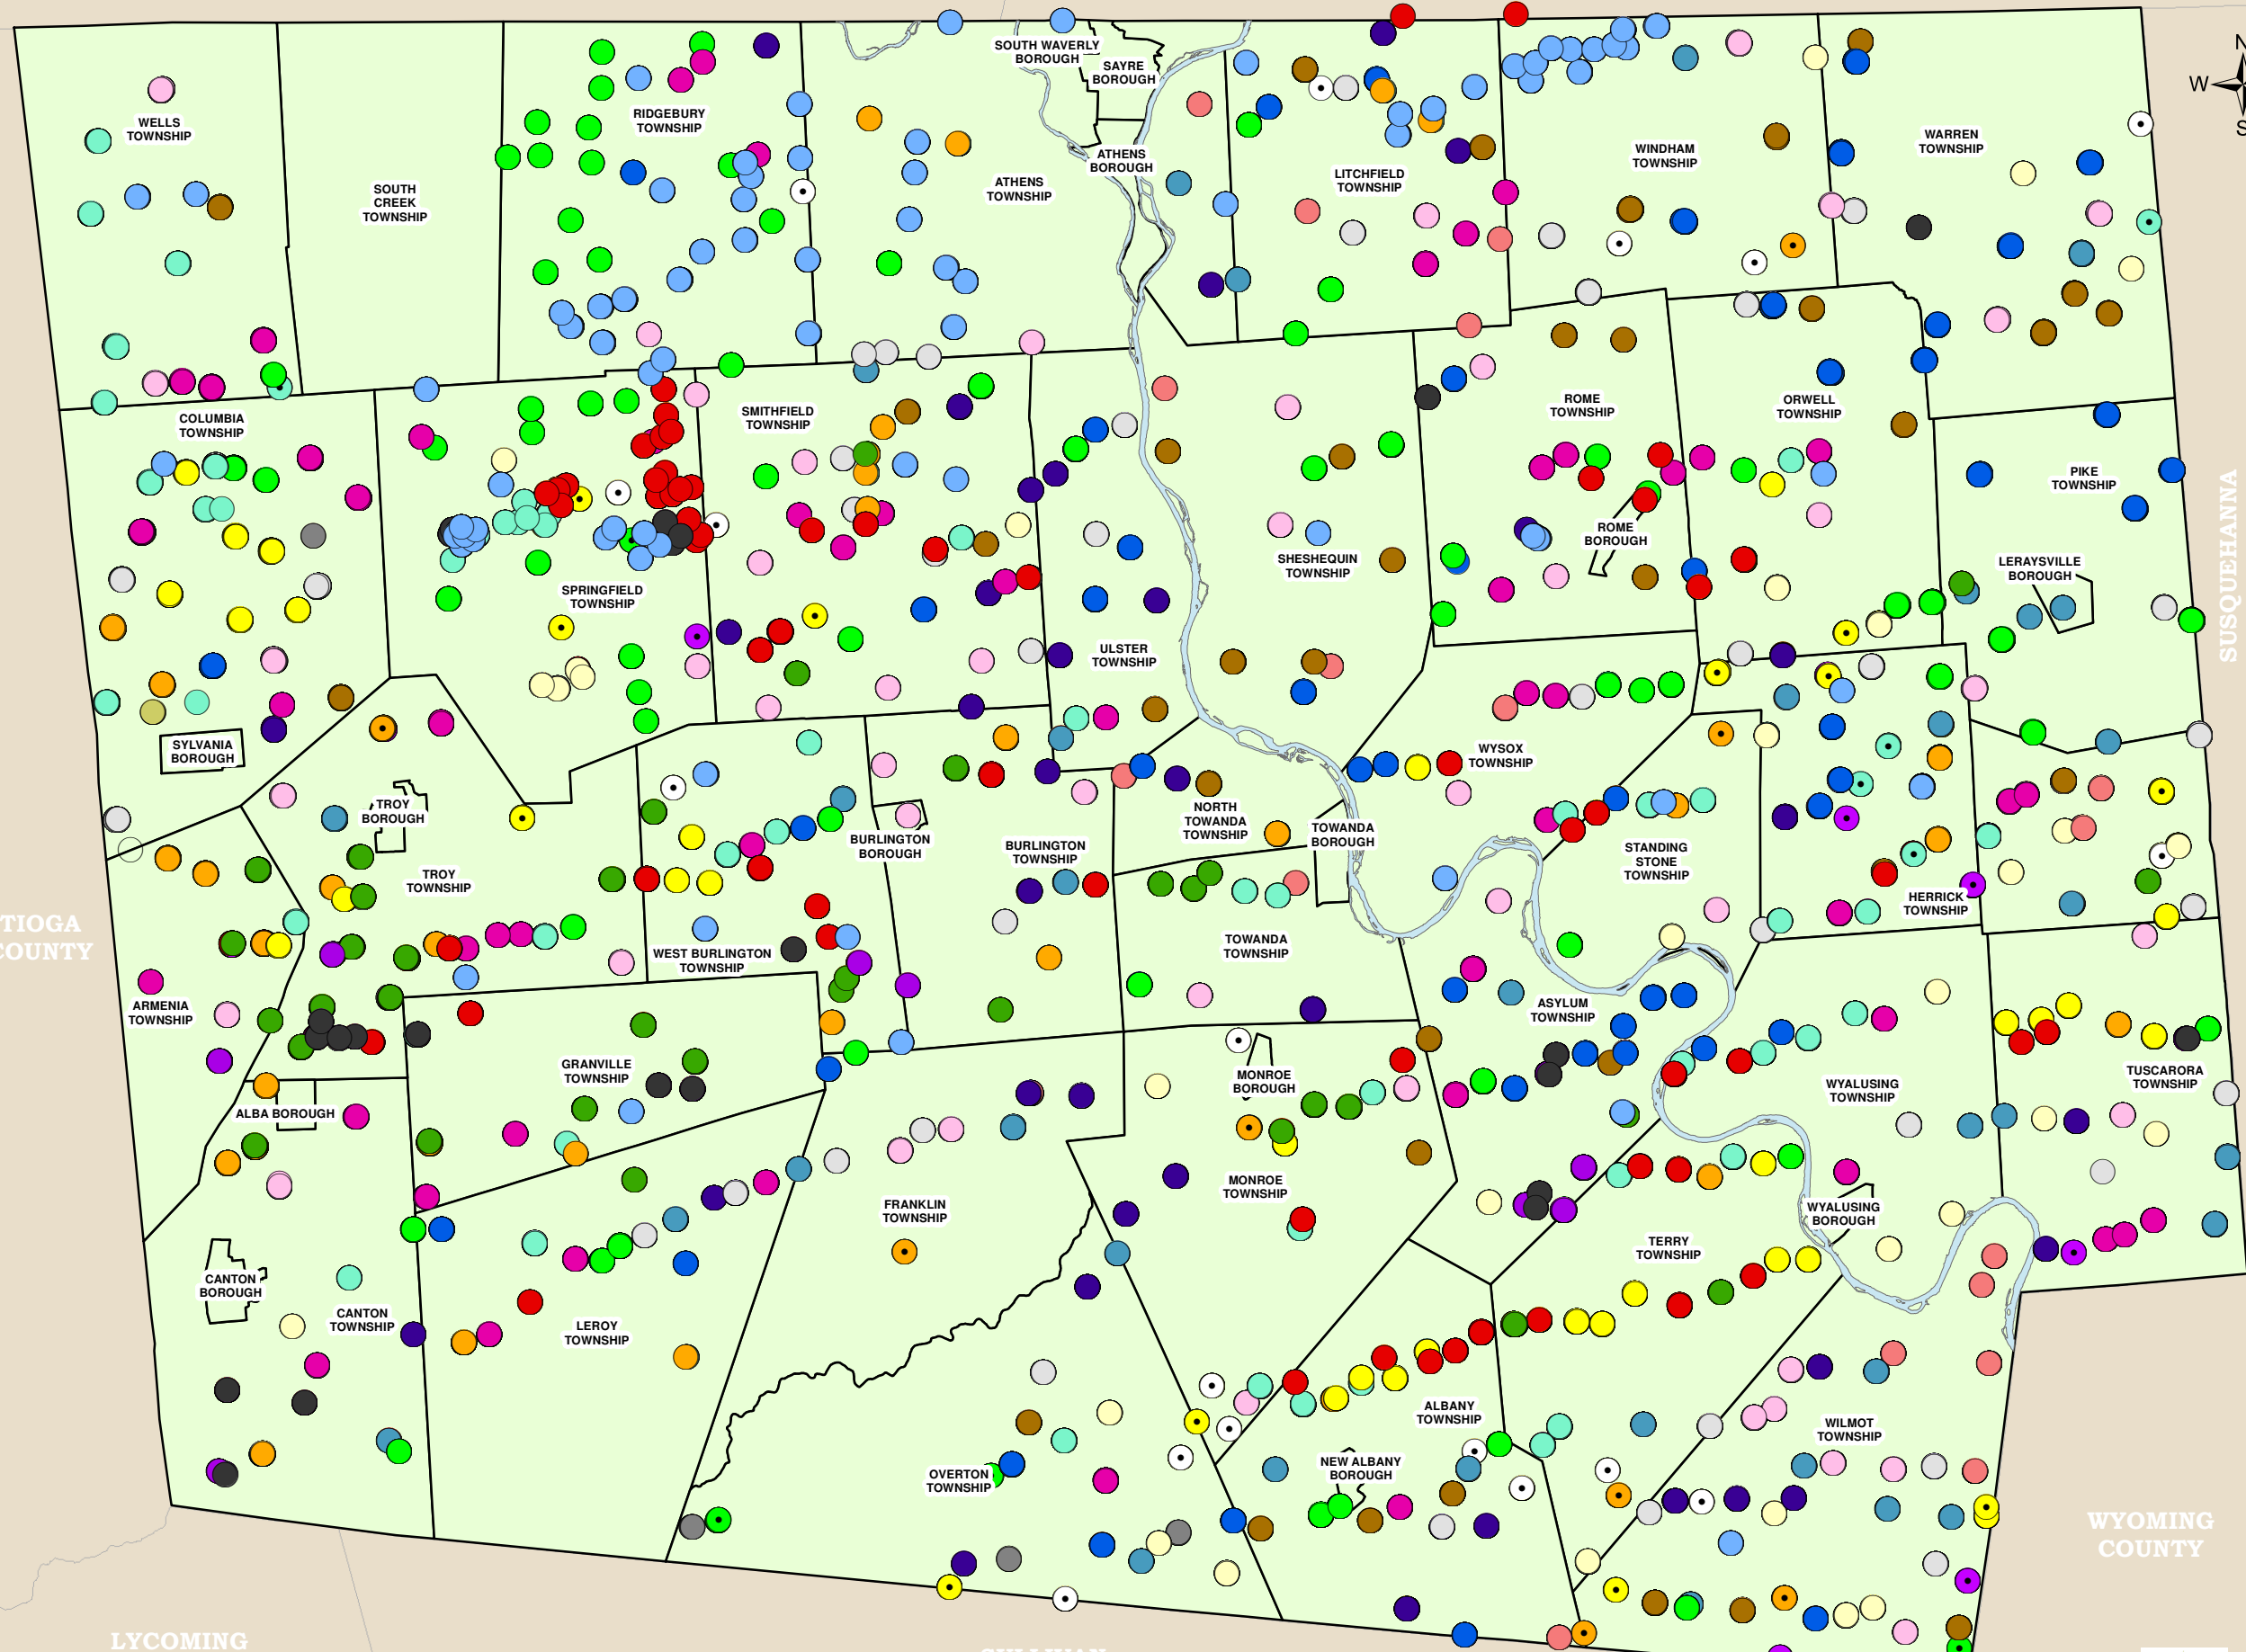 N
W
S
SOUTH WAVERLY
BOROUGH
SAYRE
BOROUGH
WELLS
TOWNSHIP
RIDGEBURY
TOWNSHIP
ATHENS
BOROUGH
ATHENS
TOWNSHIP
SOUTH
CREEK
TOWNSHIP
LITCHFIELD
TOWNSHIP
WINDHAM
TOWNSHIP
WARREN
TOWNSHIP
COLUMBIA
TOWNSHIP
SMITHFIELD
TOWNSHIP
ROME
TOWNSHIP
ORWELL
TOWNSHIP
PIKE
TOWNSHIP
SUSQUEHANNA
ROME
BOROUGH
SHESHEQUIN
TOWNSHIP
LERAYSVILLE
BOROUGH
SPRINGFIELD
TOWNSHIP
ULSTER
TOWNSHIP
SYLVANIA
BOROUGH
WYSOX
TOWNSHIP
TROY
BOROUGH
NORTH
TOWANDA
TOWNSHIP
TOWANDA
BOROUGH
BURLINGTON
BOROUGH
BURLINGTON
TOWNSHIP
STANDING
STONE
TOWNSHIP
TROY
TOWNSHIP
HERRICK
TOWNSHIP
TIOGA
COUNTY
WEST BURLINGTON
TOWNSHIP
TOWANDA
TOWNSHIP
ARMENIA
TOWNSHIP
ASYLUM
TOWNSHIP
GRANVILLE
TOWNSHIP
MONROE
BOROUGH
WYALUSING
TOWNSHIP
TUSCARORA
TOWNSHIP
ALBA BOROUGH
MONROE
TOWNSHIP
FRANKLIN
TOWNSHIP
WYALUSING
BOROUGH
TERRY
TOWNSHIP
CANTON
BOROUGH
CANTON
TOWNSHIP
LEROY
TOWNSHIP
ALBANY
TOWNSHIP
WILMOT
TOWNSHIP
OVERTON
TOWNSHIP
NEW ALBANY
BOROUGH
WYOMING
COUNTY
LYCOMING
SULLIVAN